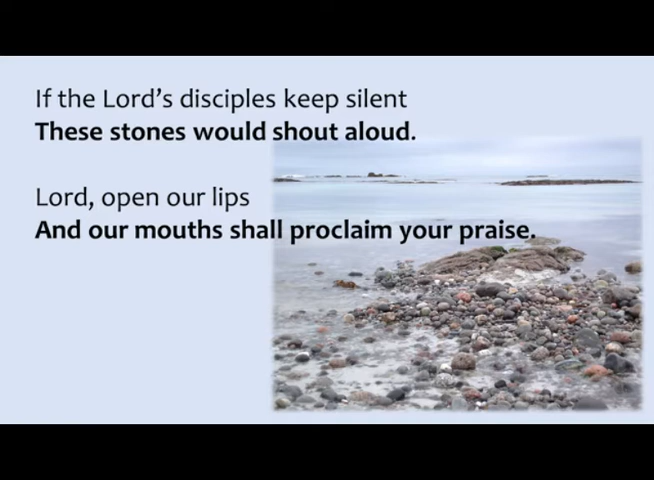 If the Lord’s disciples keep silent
These stones would shout aloud.
Lord, open our lips
And our mouths shall proclaim your praise.